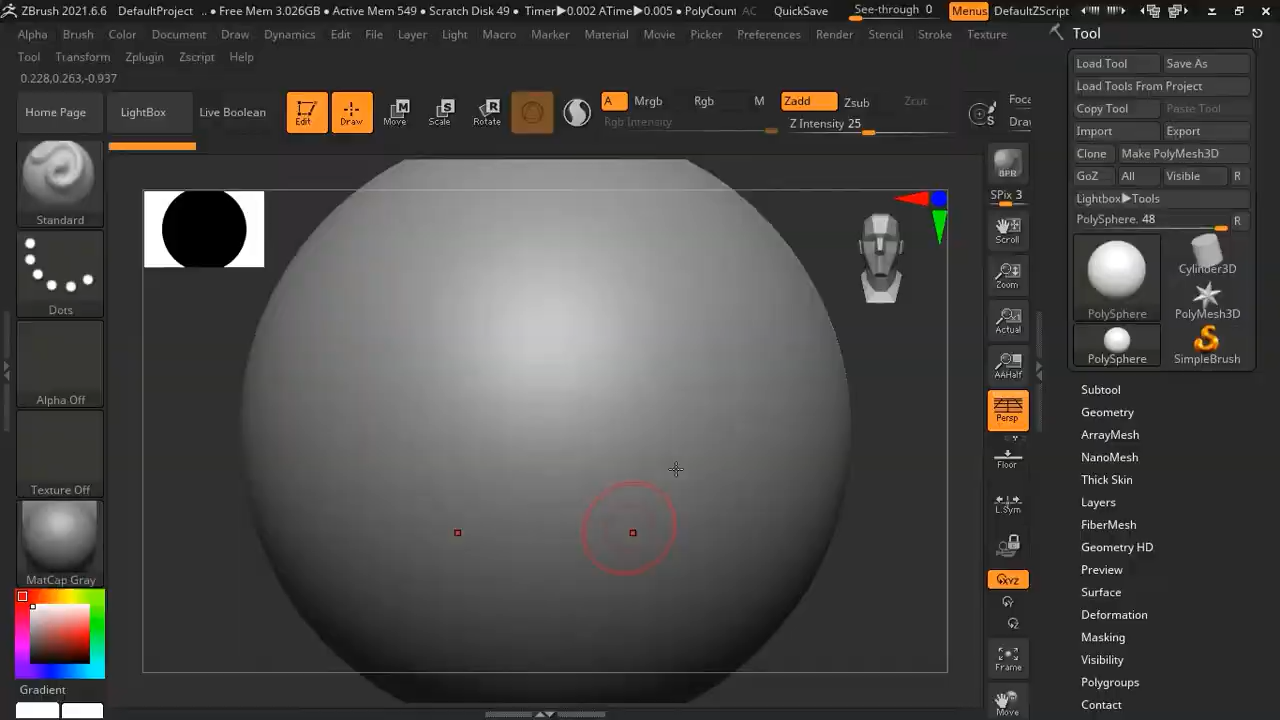 ZBrush 2021.6.6 DefaultProject .. • Free Mem 3.026GB • Active Mem 549 • Scratch Disk 49 • Timer▶0.002 ATime▶0.005 • PolyCount AC QuickSave See-through 0 Menus DefaultZScript
Alpha Brush Color Document Draw Dynamics Edit File Layer Light Macro Marker Material Movie Picker Preferences Render Stencil Stroke Texture
Tool Transform Zplugin Zscript Help
0.228,0.263,-0.937
Home Page LightBox Live Boolean Edit Draw Move Scale Rotate A Mrgb Rgb M Zadd Zsub Zcut Foca
Rgb Intensity Z Intensity 25 S Drav
Standard
Dots
Alpha Off
Texture Off
MatCap Gray
Gradient
BPR
SPix 3
Scroll
Zoom
Actual
AAHalf
Persp
Floor
L.Sym
XYZ
Y
Z
Frame
Move
Tool
Load Tool Save As
Load Tools From Project
Copy Tool Paste Tool
Import Export
Clone Make PolyMesh3D
GoZ All Visible R
Lightbox▶Tools
PolySphere. 48 R
PolySphere Cylinder3D
PolyMesh3D
PolySphere SimpleBrush
Subtool
Geometry
ArrayMesh
NanoMesh
Thick Skin
Layers
FiberMesh
Geometry HD
Preview
Surface
Deformation
Masking
Visibility
Polygroups
Contact